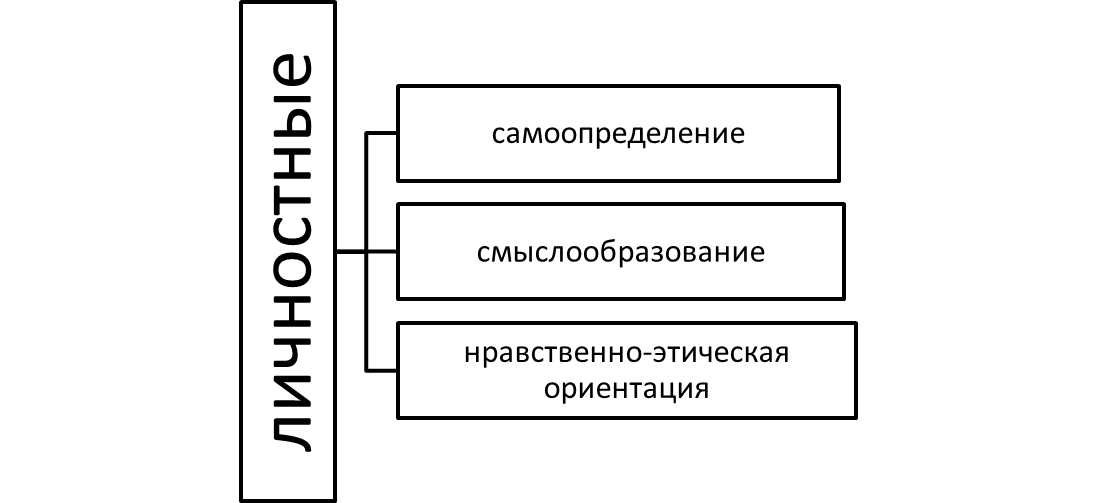 личностные
самоопределение
смыслообразование
нравственно-этическая
ориентация